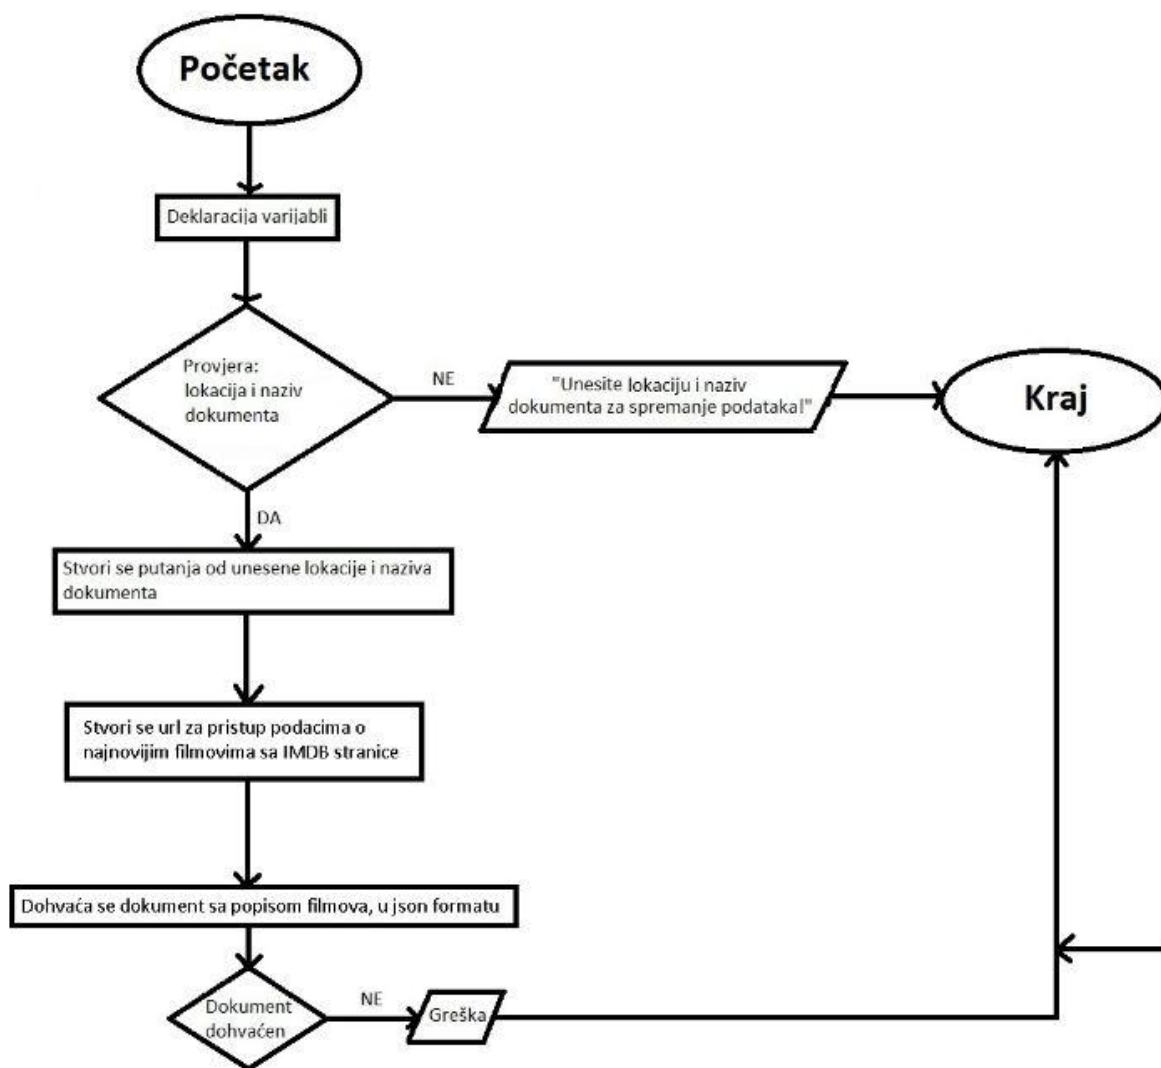 Početak
Deklaracija varijabli
Provjera:
lokacija i naziv
dokumenta
NE
"Unesite lokaciju i naziv
dokumenta za spremanje podataka!"
Kraj
DA
Stvori se putanja od unesene lokacije i naziva
dokumenta
Stvori se url za pristup podacima o
najnovijim filmovima sa IMDB stranice
Dohvaća se dokument sa popisom filmova, u json formatu
Dokument
dohvaćen
NE
Greška